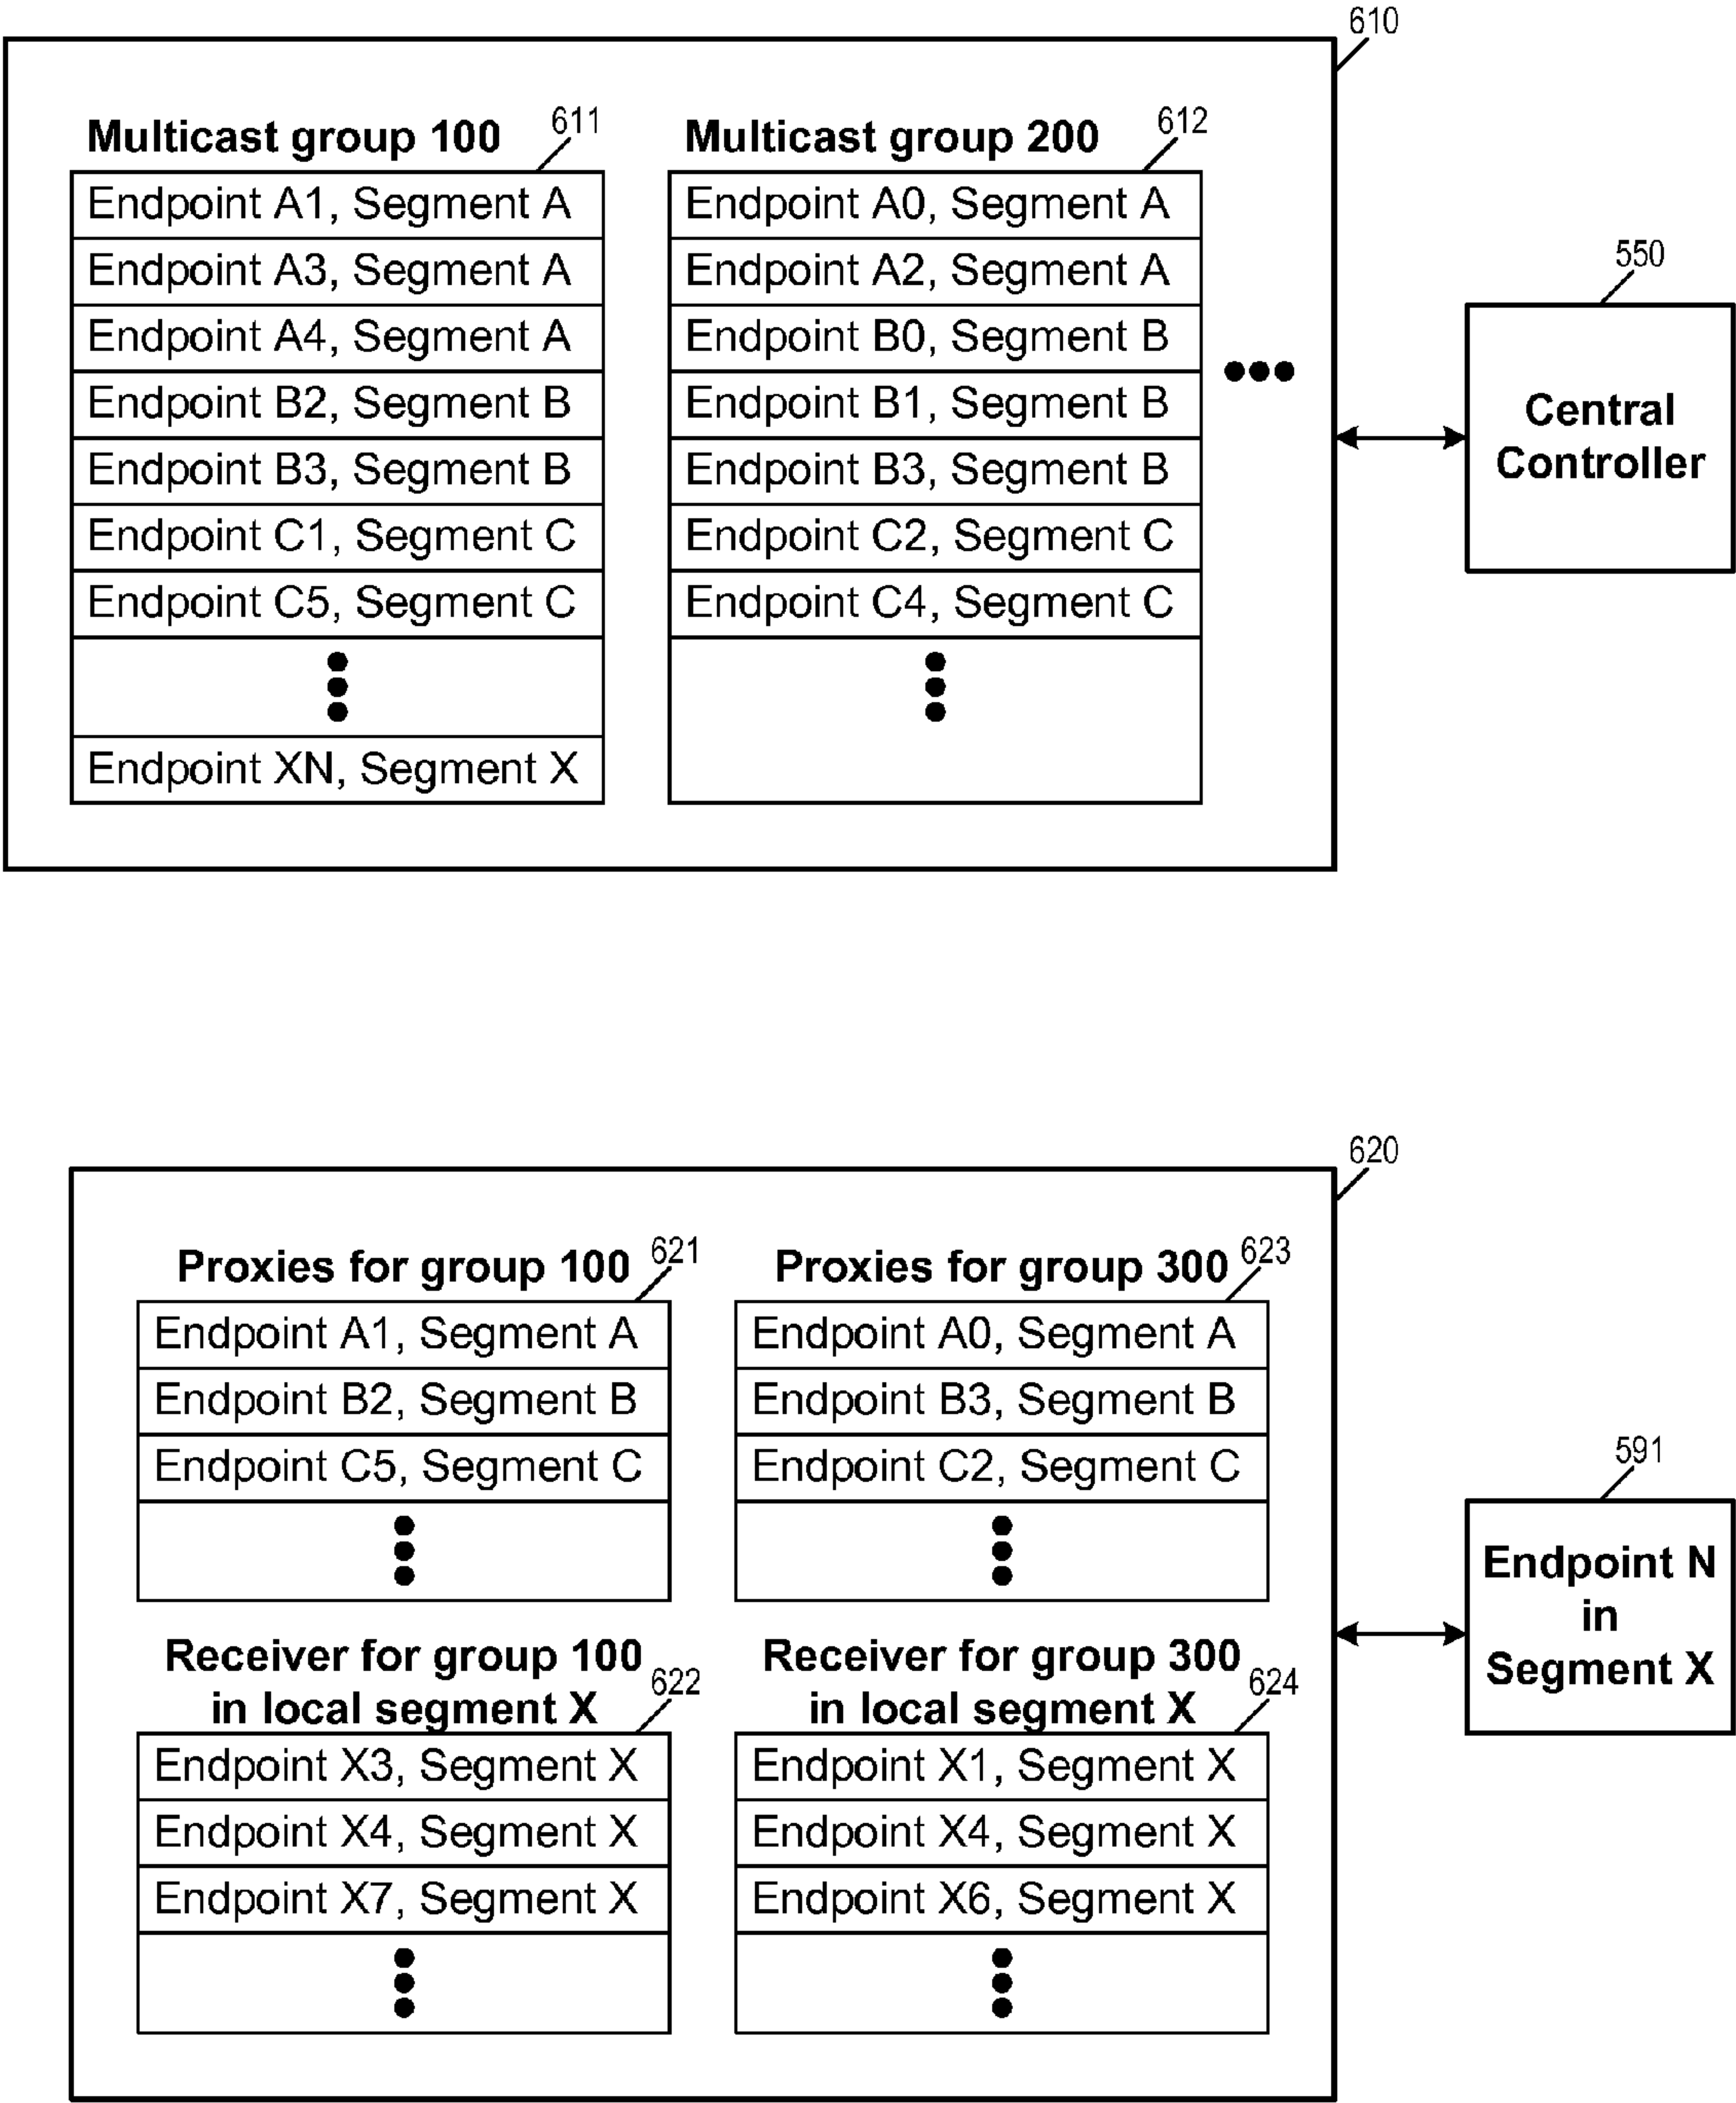 610
Multicast group 100
611
Endpoint A1, Segment A
Endpoint A3, Segment A
Endpoint A4, Segment A
Endpoint B2, Segment B
Endpoint B3, Segment B
Endpoint C1, Segment C
Endpoint C5, Segment C
Endpoint XN, Segment X
Multicast group 200
612
Endpoint A0, Segment A
Endpoint A2, Segment A
Endpoint B0, Segment B
Endpoint B1, Segment B
Endpoint B3, Segment B
Endpoint C2, Segment C
Endpoint C4, Segment C
550
Central
Controller
620
Proxies for group 100
621
Endpoint A1, Segment A
Endpoint B2, Segment B
Endpoint C5, Segment C
Proxies for group 300
623
Endpoint A0, Segment A
Endpoint B3, Segment B
Endpoint C2, Segment C
Receiver for group 100
in local segment X
622
Endpoint X3, Segment X
Endpoint X4, Segment X
Endpoint X7, Segment X
Receiver for group 300
in local segment X
624
Endpoint X1, Segment X
Endpoint X4, Segment X
Endpoint X6, Segment X
591
Endpoint N
in
Segment X